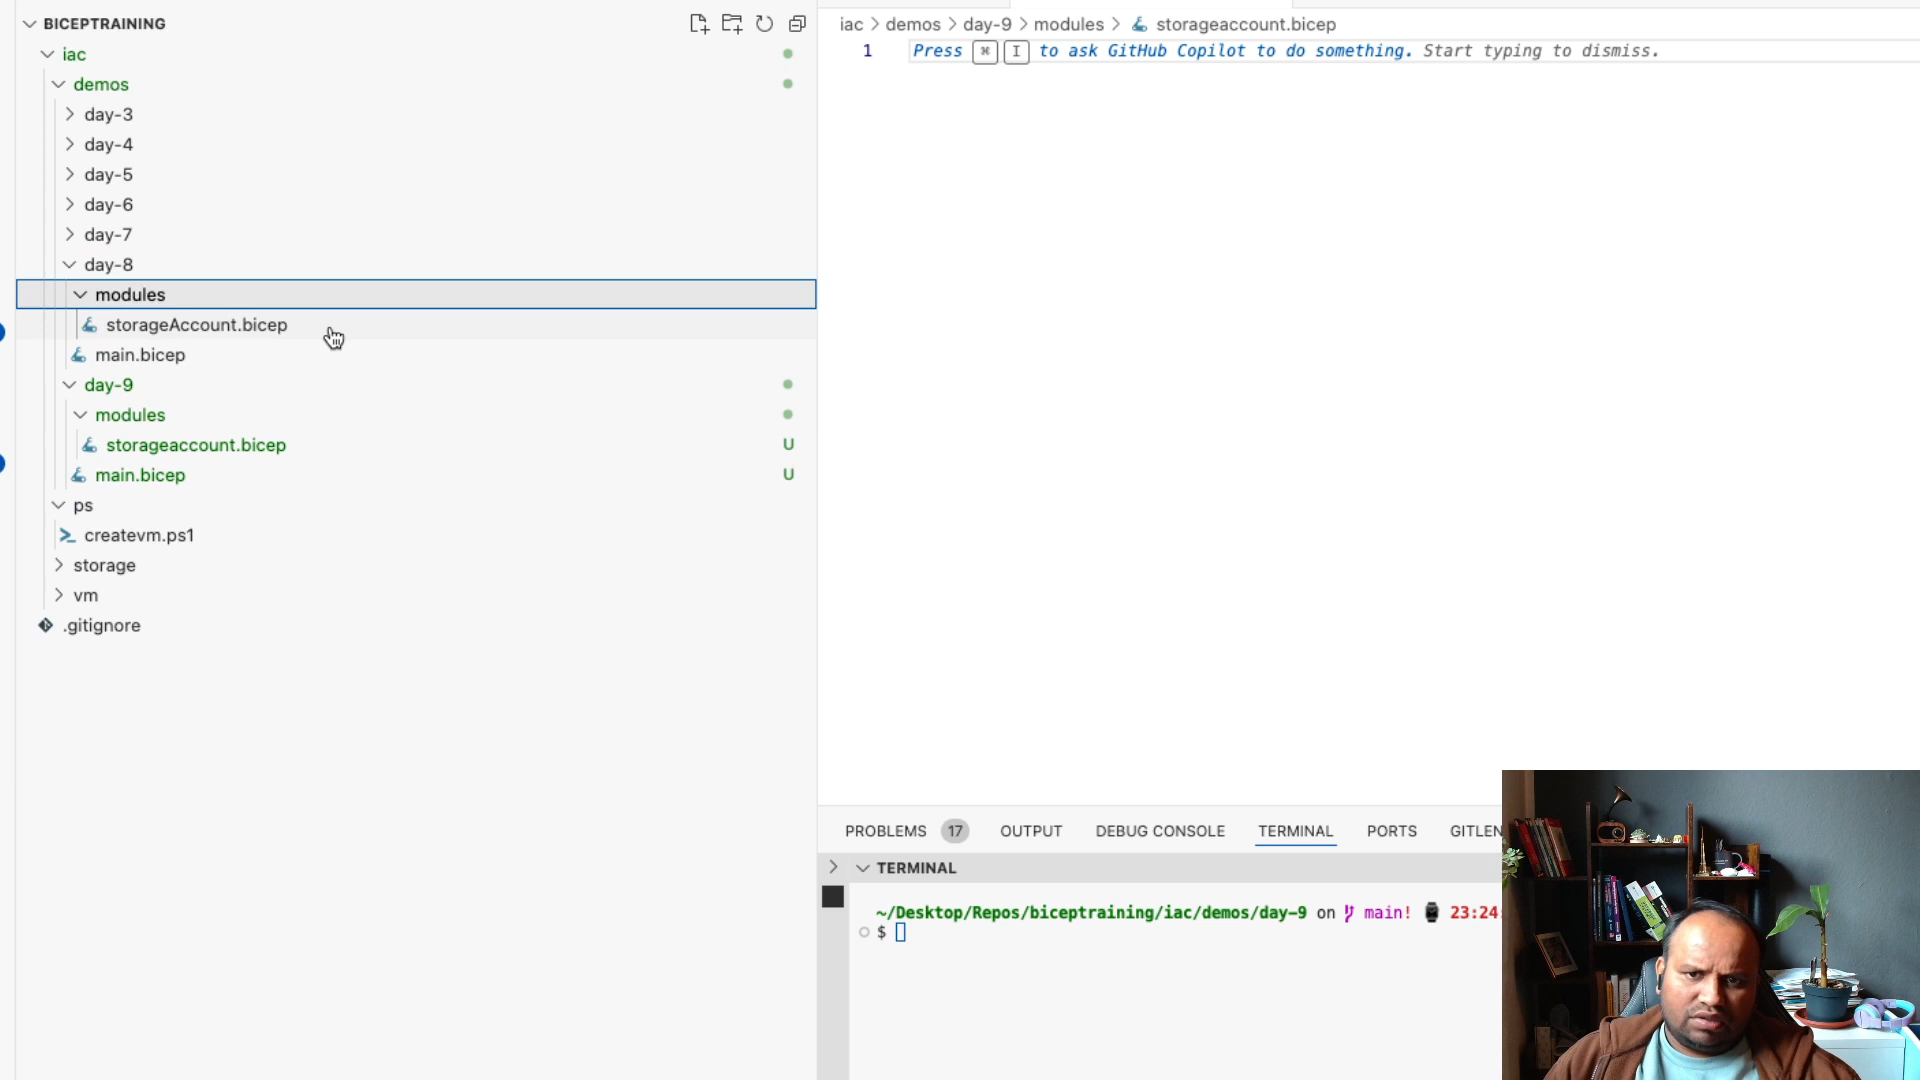 BICEPTRAINING
iac
demos
day-3
day-4
day-5
day-6
day-7
day-8
modules
storageAccount.bicep
main.bicep
day-9
modules
storageaccount.bicep U
main.bicep U
ps
createvm.ps1
storage
vm
.gitignore
iac > demos > day-9 > modules > storageaccount.bicep
1 Press ⌘ I to ask GitHub Copilot to do something. Start typing to dismiss.
PROBLEMS 17 OUTPUT DEBUG CONSOLE TERMINAL PORTS GITLEN
TERMINAL
~/Desktop/Repos/biceptraining/iac/demos/day-9 on main! 23:24:
$